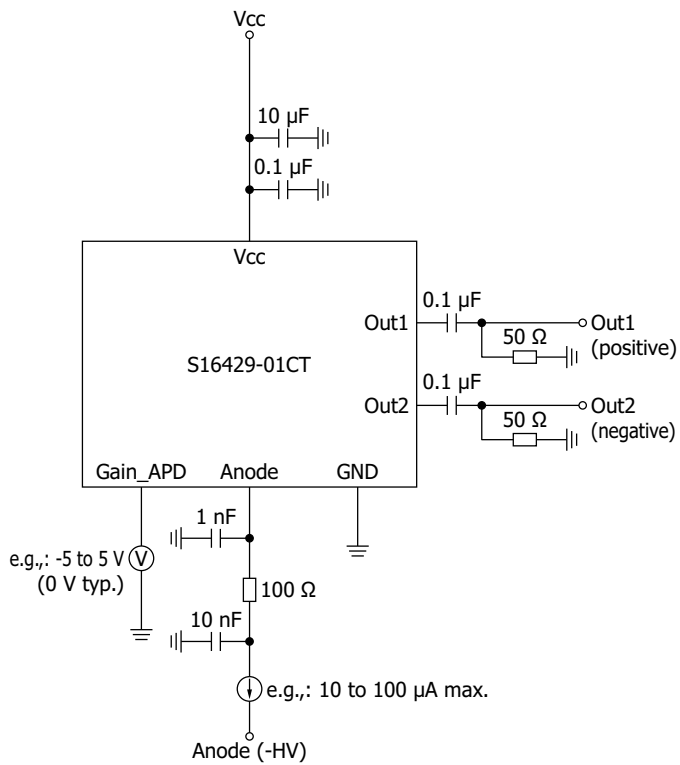 Vcc
10 µF
0.1 µF
Vcc
0.1 µF
Out1
Out1
50 Ω
(positive)
S16429-01CT
0.1 µF
Out2
Out2
50 Ω
(negative)
Gain_APD
Anode
GND
1 nF
e.g.,: -5 to 5 V
V
(0 V typ.)
100 Ω
10 nF
e.g.,: 10 to 100 µA max.
Anode (-HV)